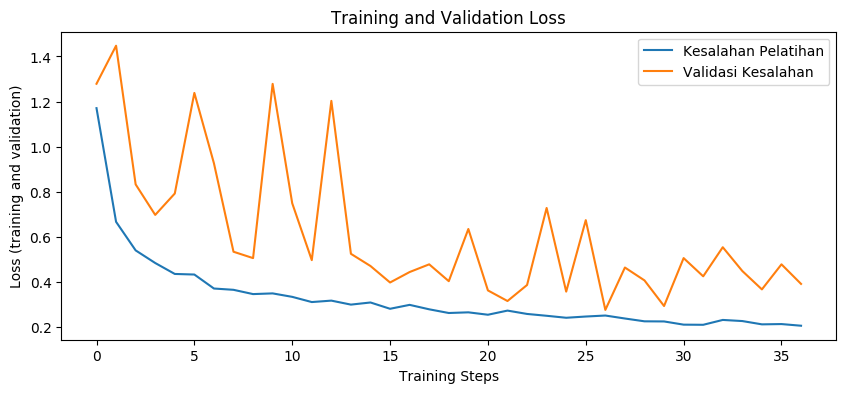 Training and Validation Loss
Kesalahan Pelatihan
Validasi Kesalahan
Loss (training and validation)
1.4
1.2
1.0
0.8
0.6
0.4
0.2
0 5 10 15 20 25 30 35
Training Steps